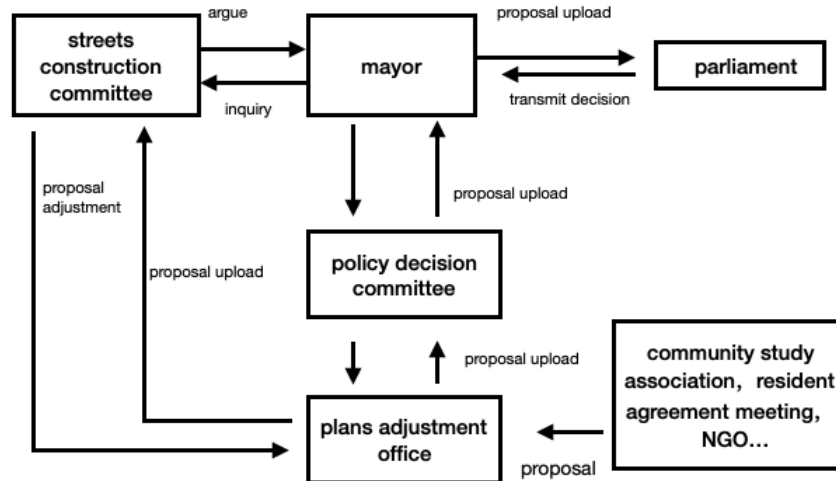 argue
proposal upload
streets
construction
committee
mayor
parliament
inquiry
transmit decision
proposal
adjustment
proposal upload
proposal upload
policy decision
committee
proposal upload
community study
association, resident
agreement meeting,
NGO...
plans adjustment
office
proposal